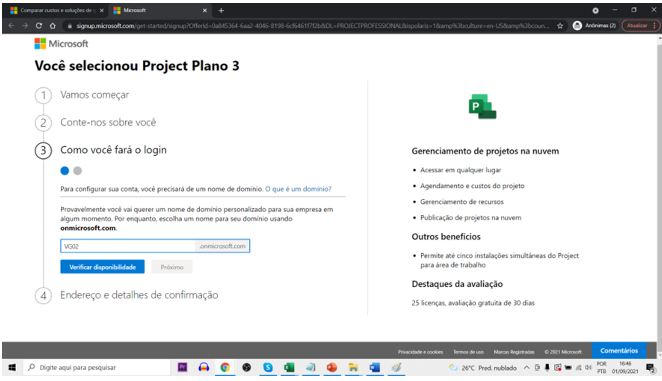 Comparar custos e soluções de g
Microsoft
signup.microsoft.com/get-started/signup?OfferId=0a845364-6aa2-4046-8198-6cf6461f7f2b&DL=PROJECTPROFESSIONAL&ispolaris=1&amp%3bculture=en-US&amp%3bcoun...
Anônima (2)
Atualizar
Microsoft
Você selecionou Project Plano 3
1 Vamos começar
2 Conte-nos sobre você
3 Como você fará o login
Para configurar sua conta, você precisará de um nome de domínio. O que é um domínio?
Provavelmente você vai querer um nome de domínio personalizado para sua empresa em
algum momento. Por enquanto, escolha um nome para seu domínio usando
onmicrosoft.com.
VG02 .onmicrosoft.com
Verificar disponibilidade Próximo
4 Endereço e detalhes de confirmação
Gerenciamento de projetos na nuvem
• Acessar em qualquer lugar
• Agendamento e custos do projeto
• Gerenciamento de recursos
• Publicação de projetos na nuvem
Outros benefícios
• Permite até cinco instalações simultâneas do Project
para área de trabalho
Destaques da avaliação
25 licenças, avaliação gratuita de 30 dias
Privacidade e cookies Termos de uso Marcas Registradas © 2021 Microsoft Comentários
Digite aqui para pesquisar
26°C Pred. nublado
POR
PTB
16:46
01/09/2021